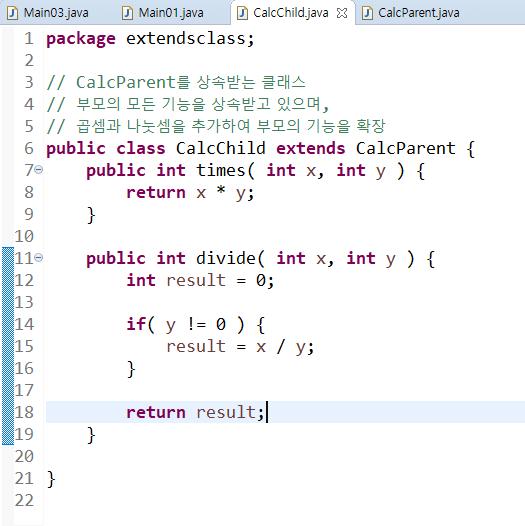 Main03.java Main01.java CalcChild.java CalcParent.java
1 package extendsclass;
2
3 // CalcParent를 상속받는 클래스
4 // 부모의 모든 기능을 상속받고 있으며,
5 // 곱셈과 나눗셈을 추가하여 부모의 기능을 확장
6 public class CalcChild extends CalcParent {
7 public int times( int x, int y ) {
8 return x * y;
9 }
10
11 public int divide( int x, int y ) {
12 int result = 0;
13
14 if( y != 0 ) {
15 result = x / y;
16 }
17
18 return result;
19 }
20
21 }
22